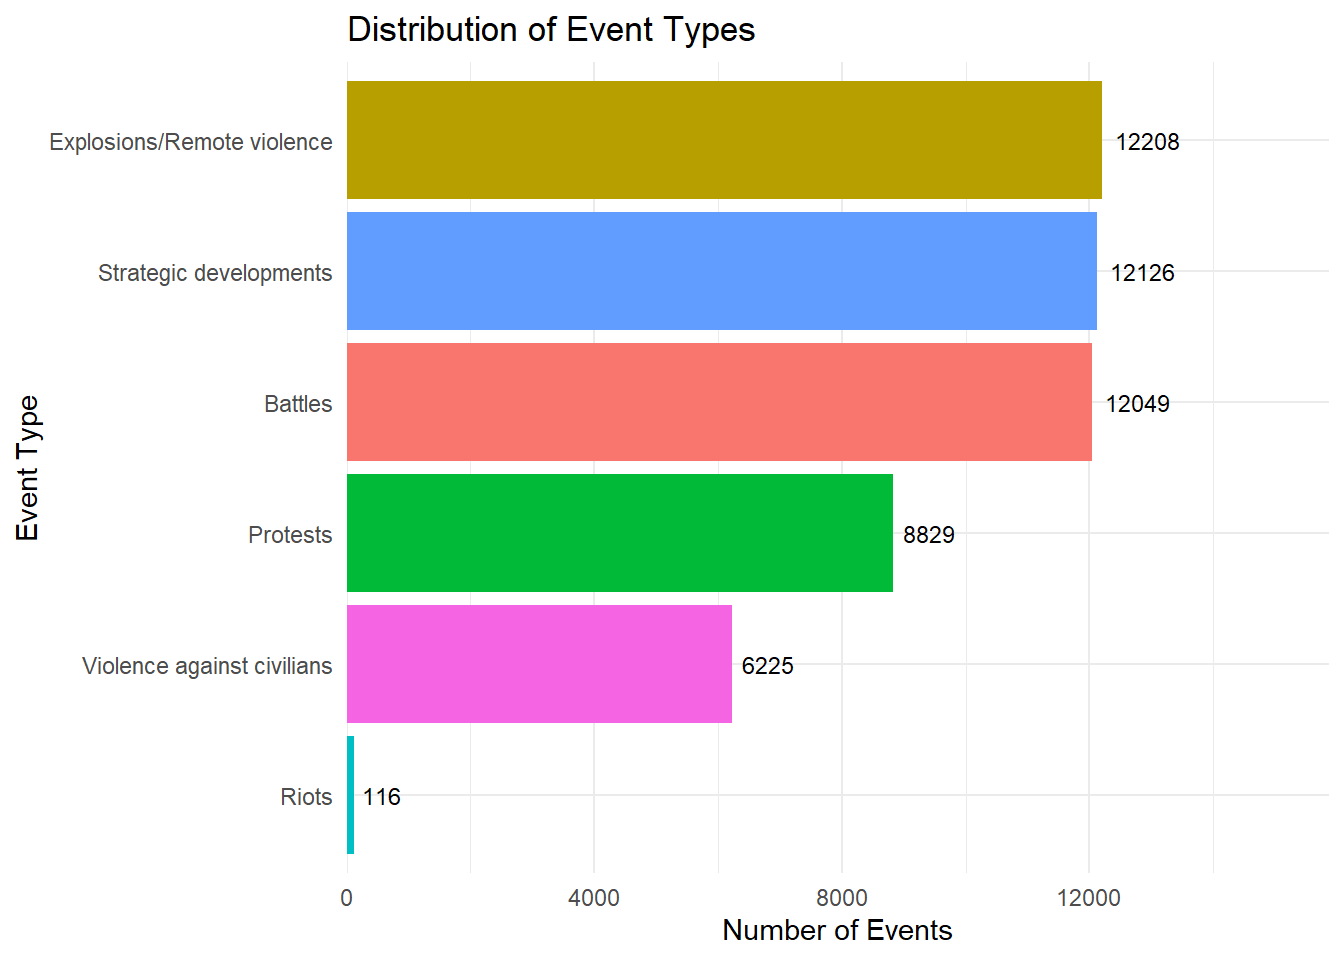 Distribution of Event Types
Explosions/Remote violence
12208
Strategic developments
12126
Battles
12049
Protests
8829
Violence against civilians
6225
Riots
116
Event Type
0
4000
8000
12000
Number of Events